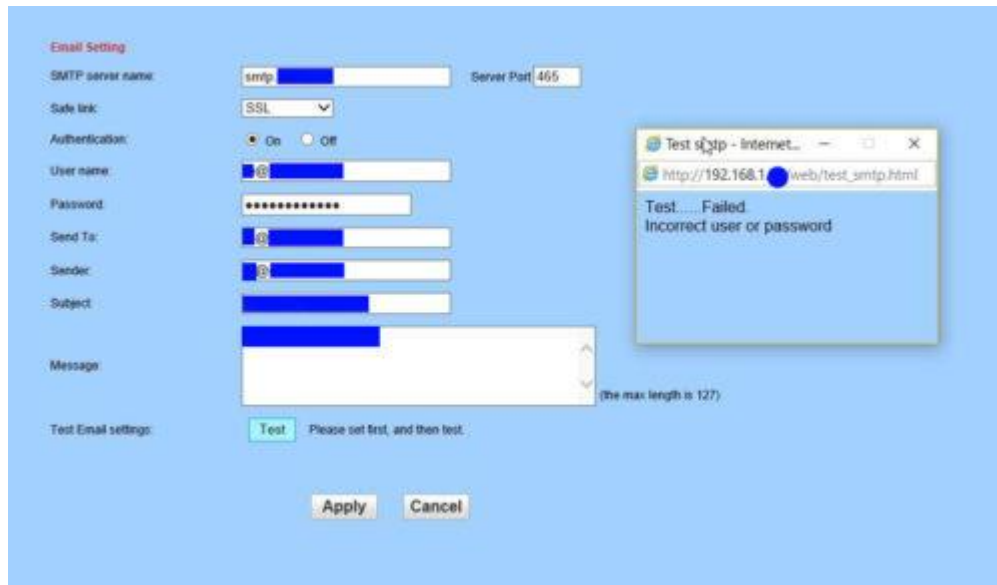 Email Setting
SMTP server name: smtp. Server Port 465
Safe link: SSL
Authentication: On Off
User name: @
Password: ••••••••••••
Send To: @
Sender: @
Subject:
Message:
(the max length is 127)
Test Email settings: Test Please set first, and then test.
Apply Cancel
Test smtp - Internet...
http://192.168.1. /web/test_smtp.html
Test.....Failed.
Incorrect user or password